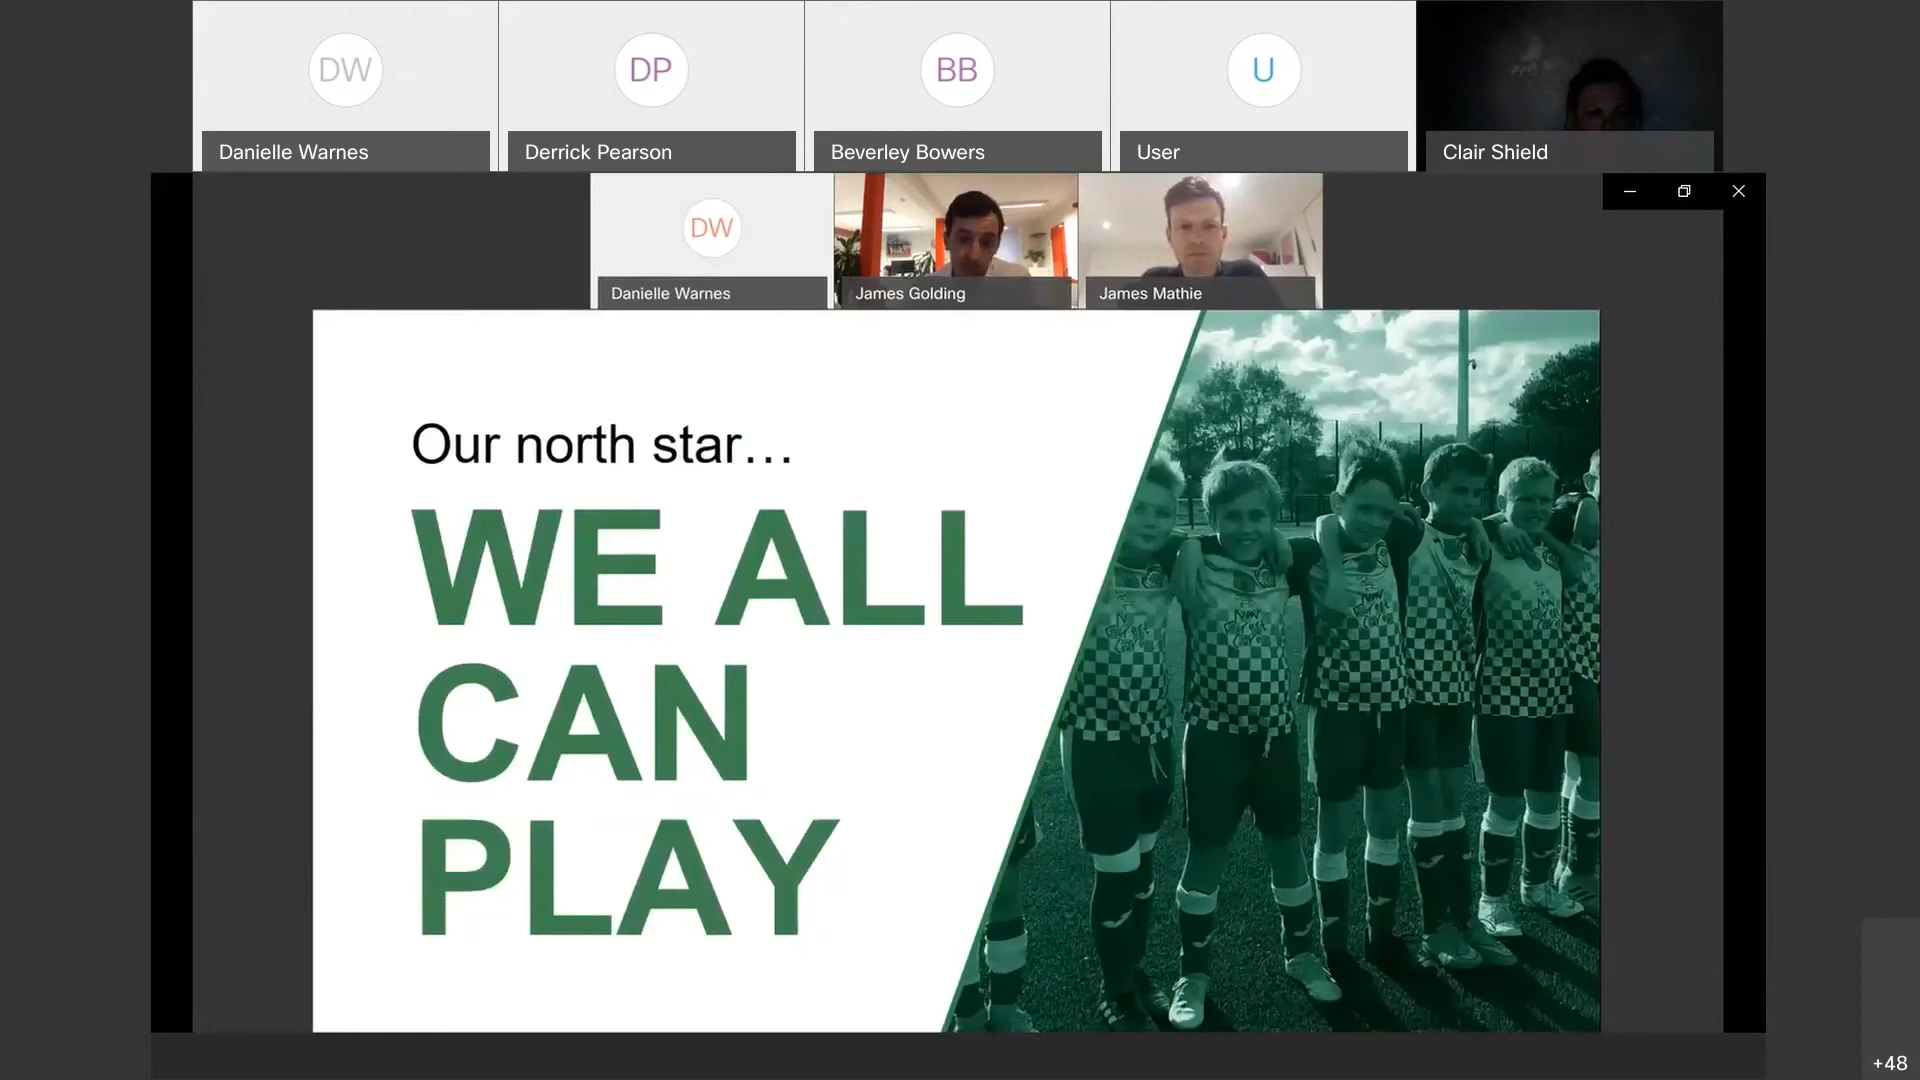 DW
DP
BB
U
Danielle Warnes
Derrick Pearson
Beverley Bowers
User
Clair Shield
DW
Danielle Warnes
James Golding
James Mathie
Our north star...
WE ALL
CAN
PLAY
+48